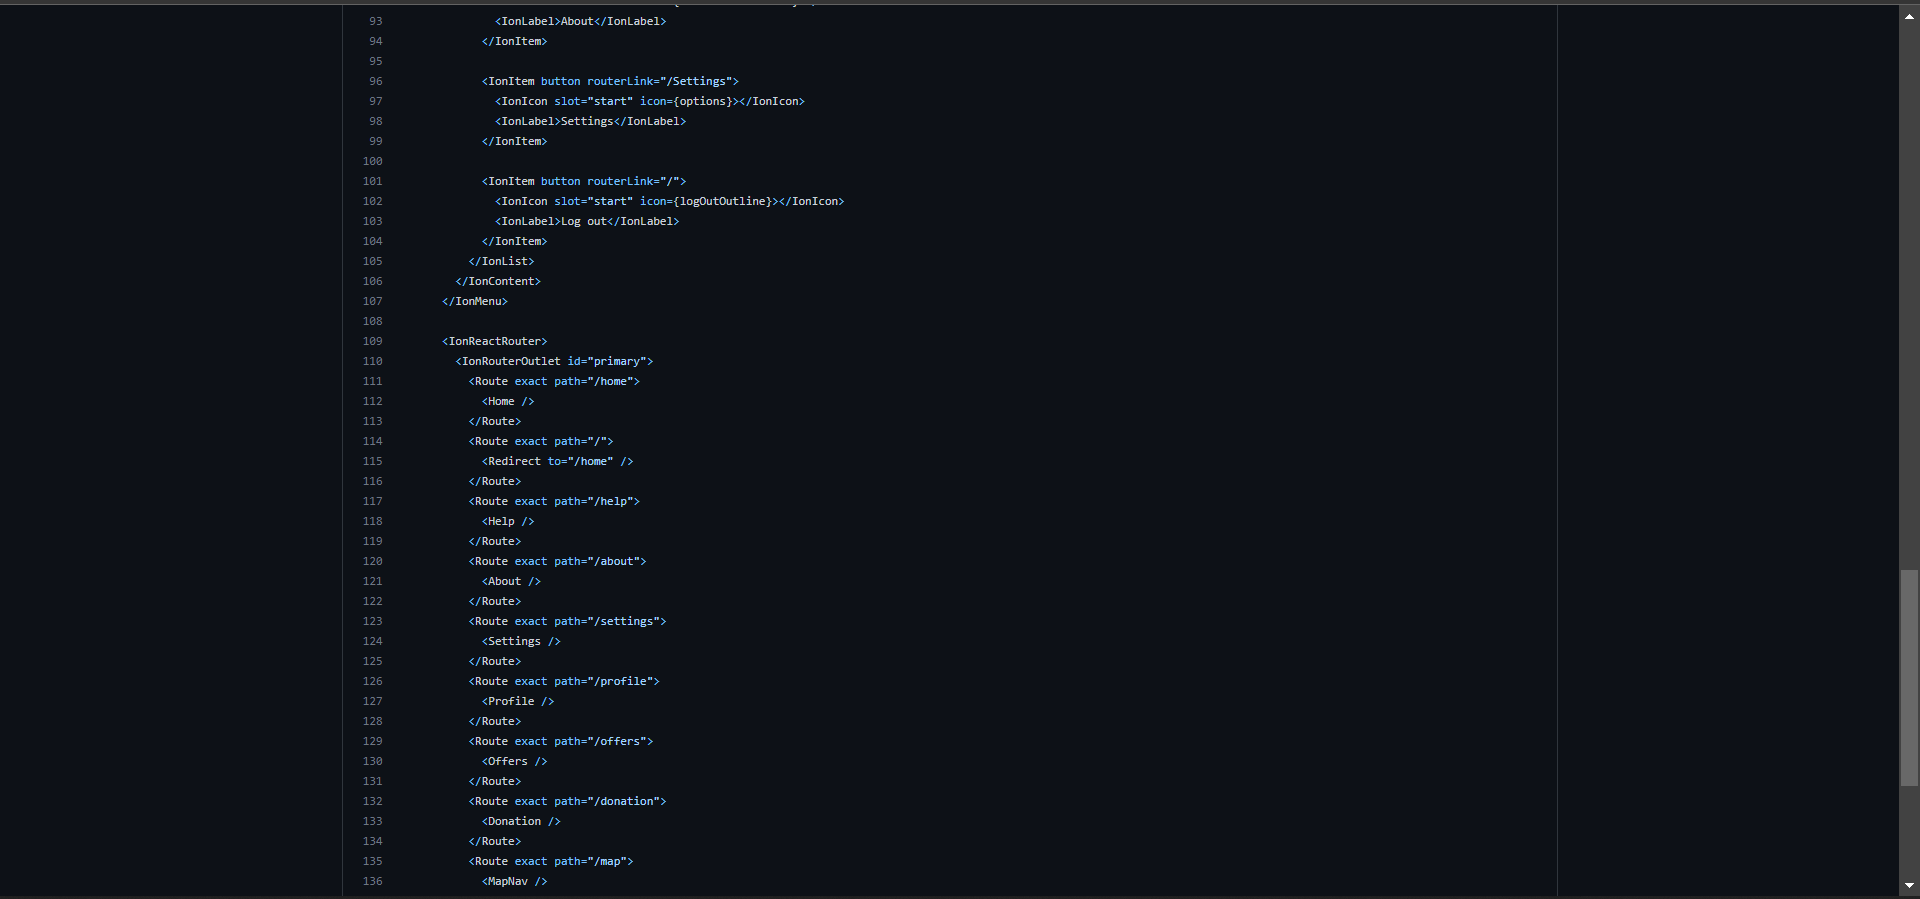 93 <IonLabel>About</IonLabel>
94 </IonItem>
95
96 <IonItem button routerLink="/Settings">
97 <IonIcon slot="start" icon={options}></IonIcon>
98 <IonLabel>Settings</IonLabel>
99 </IonItem>
100
101 <IonItem button routerLink="/">
102 <IonIcon slot="start" icon={logOutOutline}></IonIcon>
103 <IonLabel>Log out</IonLabel>
104 </IonItem>
105 </IonList>
106 </IonContent>
107 </IonMenu>
108
109 <IonReactRouter>
110 <IonRouterOutlet id="primary">
111 <Route exact path="/home">
112 <Home />
113 </Route>
114 <Route exact path="/">
115 <Redirect to="/home" />
116 </Route>
117 <Route exact path="/help">
118 <Help />
119 </Route>
120 <Route exact path="/about">
121 <About />
122 </Route>
123 <Route exact path="/settings">
124 <Settings />
125 </Route>
126 <Route exact path="/profile">
127 <Profile />
128 </Route>
129 <Route exact path="/offers">
130 <Offers />
131 </Route>
132 <Route exact path="/donation">
133 <Donation />
134 </Route>
135 <Route exact path="/map">
136 <MapNav />